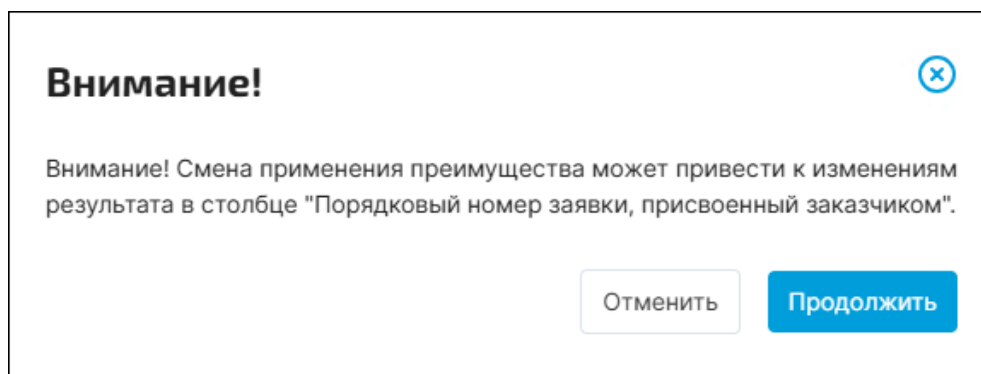 Внимание!
Внимание! Смена применения преимущества может привести к изменениям
результата в столбце "Порядковый номер заявки, присвоенный заказчиком".
Отменить
Продолжить